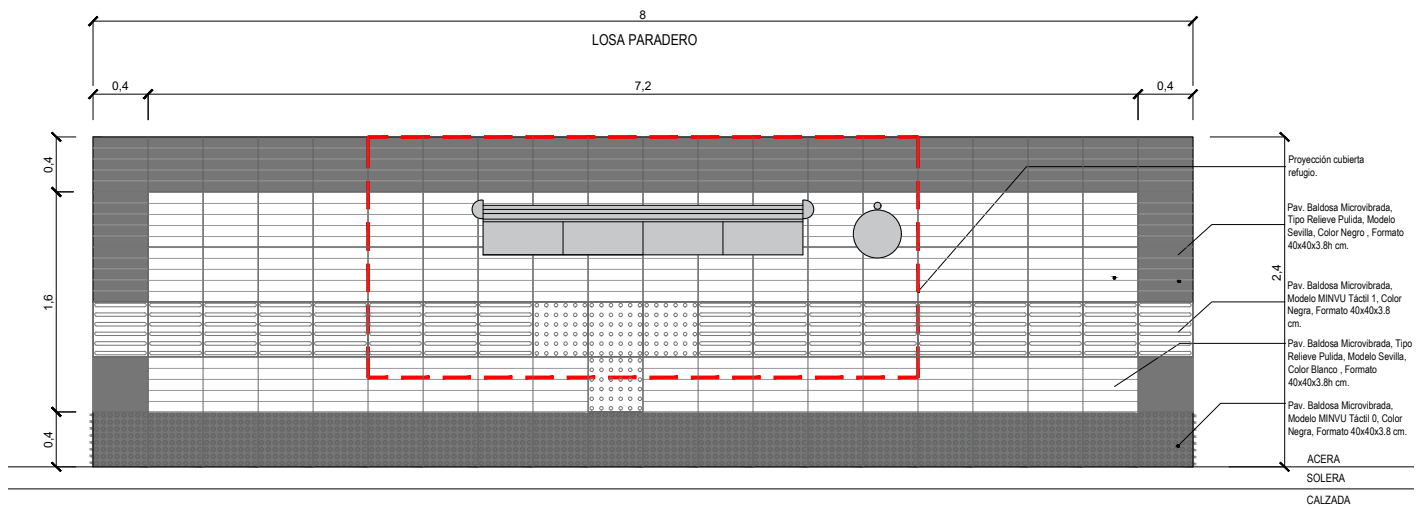 8
LOSA PARADERO
0,4
7,2
0,4
0,4
1,6
0,4
2,4
Proyección cubierta
refugio.
Pav. Baldosa Microvibrada,
Tipo Relieve Pulida, Modelo
Sevilla, Color Negro , Formato
40x40x3.8h cm.
Pav. Baldosa Microvibrada,
Modelo MINVU Táctil 1, Color
Negra, Formato 40x40x3.8
cm.
Pav. Baldosa Microvibrada, Tipo
Relieve Pulida, Modelo Sevilla,
Color Blanco , Formato
40x40x3.8h cm.
Pav. Baldosa Microvibrada,
Modelo MINVU Táctil 0, Color
Negra, Formato 40x40x3.8 cm.
ACERA
SOLERA
CALZADA